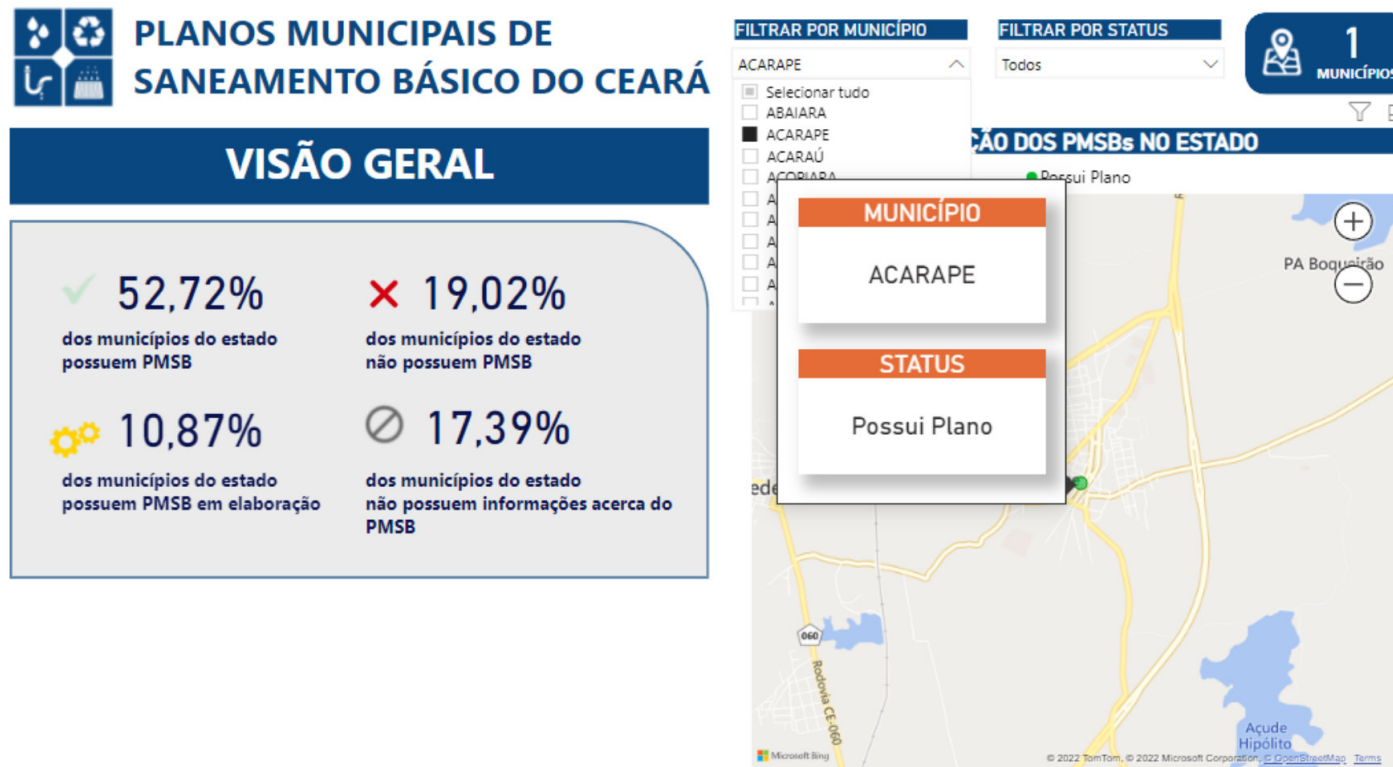 PLANOS MUNICIPAIS DE
SANEAMENTO BÁSICO DO CEARÁ
VISÃO GERAL
52,72%
dos municípios do estado
possuem PMSB
19,02%
dos municípios do estado
não possuem PMSB
10,87%
dos municípios do estado
possuem PMSB em elaboração
17,39%
dos municípios do estado
não possuem informações acerca do
PMSB
FILTRAR POR MUNICÍPIO
ACARAPE
Selecionar tudo
ABAIARA
ACARAPE
ACARAÚ
ACOPIARA
FILTRAR POR STATUS
Todos
1
MUNICÍPIOS
ÇÃO DOS PMSBs NO ESTADO
Possui Plano
MUNICÍPIO
ACARAPE
STATUS
Possui Plano
PA Boqueirão
060
Rodovia CE-060
Açude
Hipólito
Microsoft Bing
© 2022 TomTom, © 2022 Microsoft Corporation, © OpenStreetMap Terms